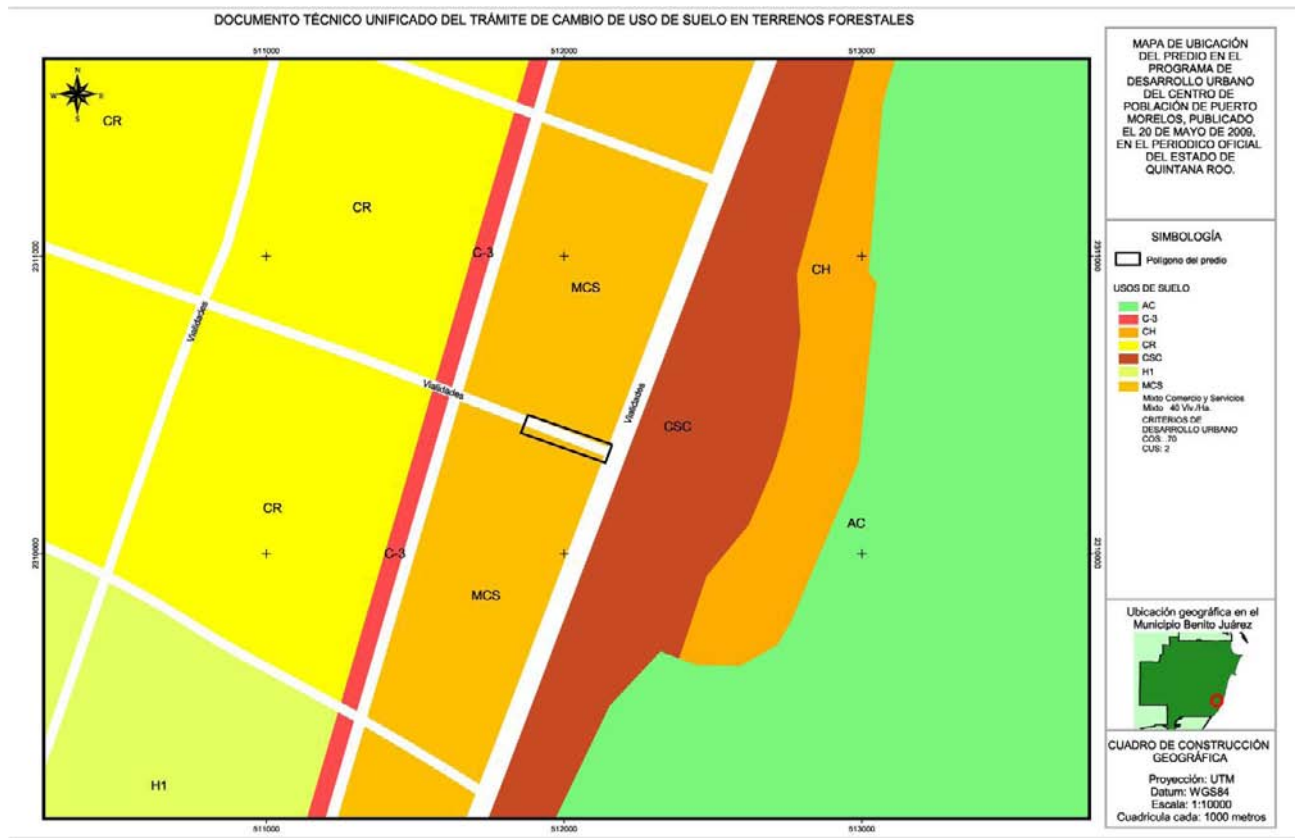 DOCUMENTO TÉCNICO UNIFICADO DEL TRÁMITE DE CAMBIO DE USO DE SUELO EN TERRENOS FORESTALES
511000
512000
513000
N
W
E
S
CR
CR
C-3
MCS
CH
2311000
2311000
Vialidades
Vialidades
Vialidades
CSC
CR
AC
C-3
2310000
2310000
MCS
H1
511000
512000
513000
MAPA DE UBICACIÓN
DEL PREDIO EN EL
PROGRAMA DE
DESARROLLO URBANO
DEL CENTRO DE
POBLACIÓN DE PUERTO
MORELOS, PUBLICADO
EL 20 DE MAYO DE 2009,
EN EL PERIODICO OFICIAL
DEL ESTADO DE
QUINTANA ROO.
SIMBOLOGÍA
Polígono del predio
USOS DE SUELO
AC
C-3
CH
CR
CSC
H1
MCS
Mixto Comercio y Servicios
Mixto 40 Viv./Ha.
CRITERIOS DE
DESARROLLO URBANO
COS: .70
CUS: 2
Ubicación geográfica en el
Municipio Benito Juárez
CUADRO DE CONSTRUCCIÓN
GEOGRÁFICA
Proyección: UTM
Datum: WGS84
Escala: 1:10000
Cuadrícula cada: 1000 metros